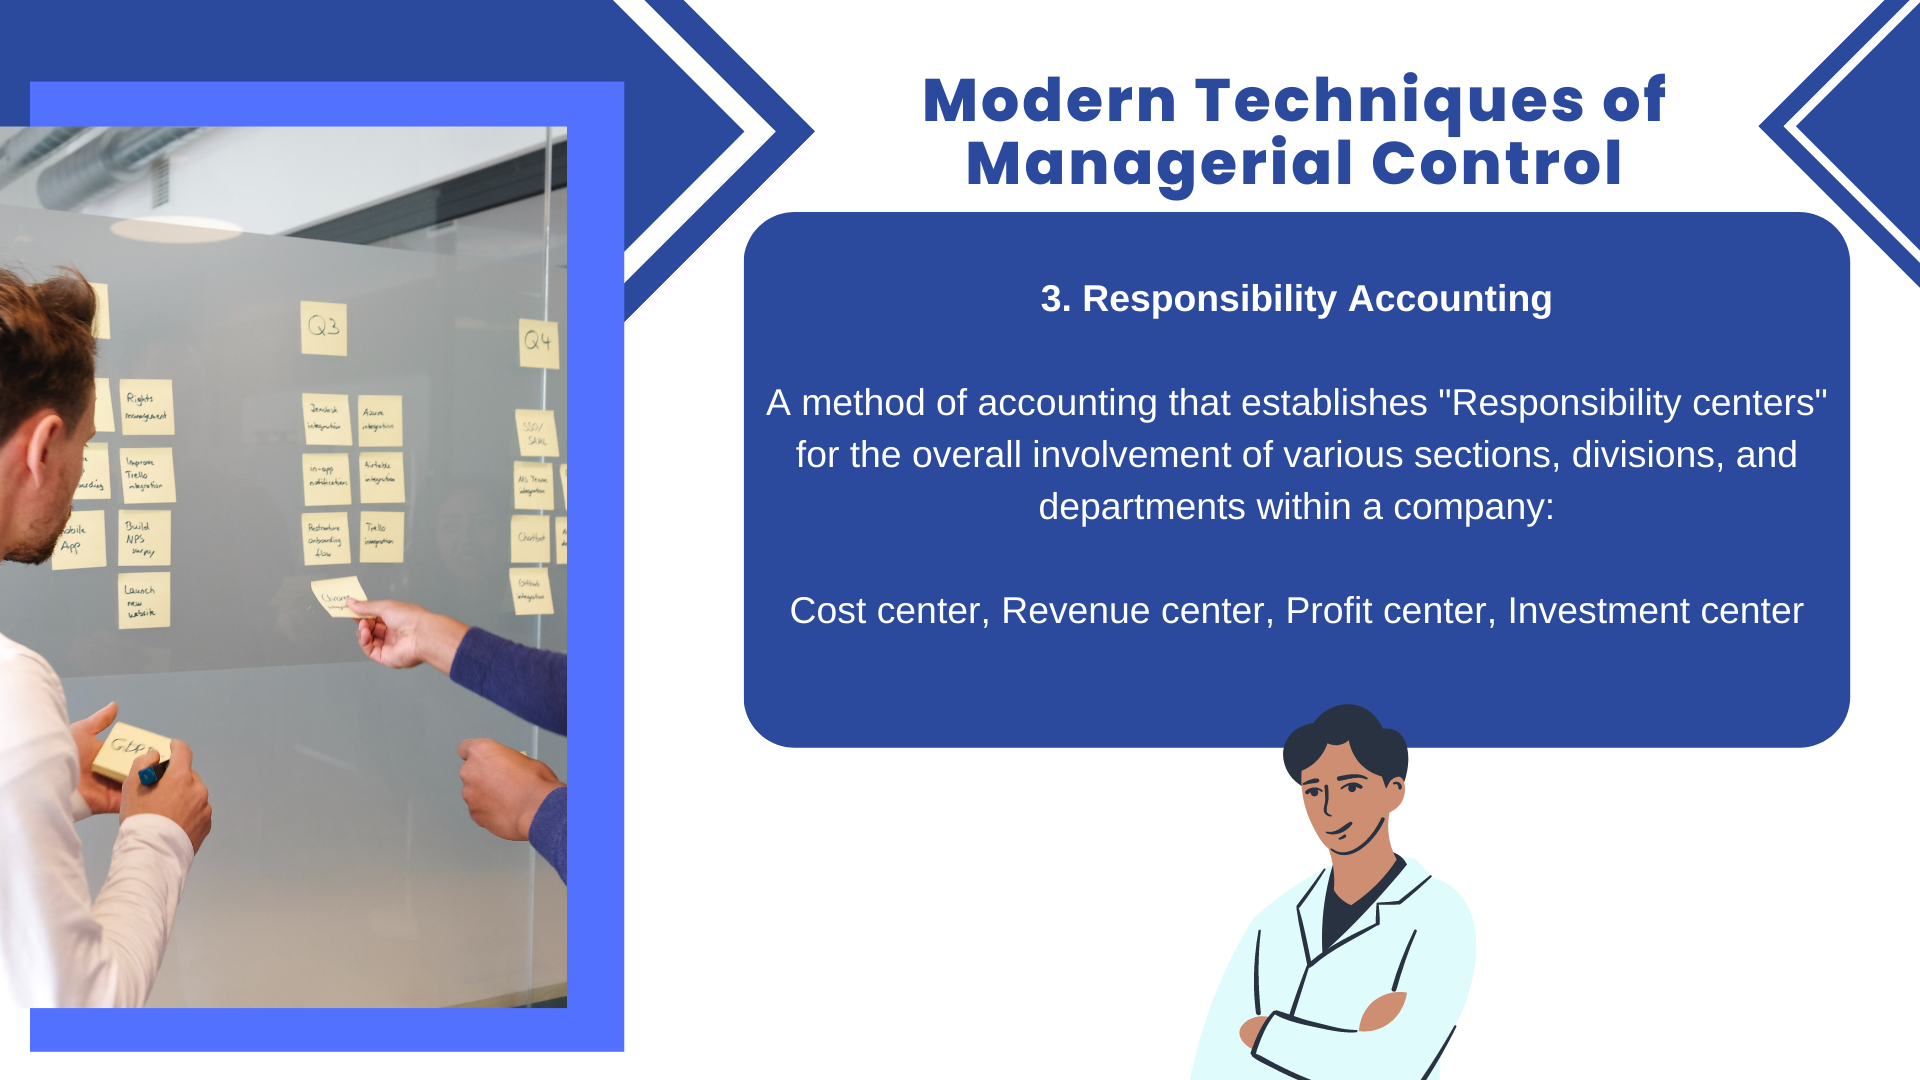 Modern Techniques of
Managerial Control
3. Responsibility Accounting
A method of accounting that establishes "Responsibility centers"
for the overall involvement of various sections, divisions, and
departments within a company:
Cost center, Revenue center, Profit center, Investment center
Q3
Q4
Rights
management
Improve
Trello
integration
Build
NPS
survey
Launch
new
website
App
Zendesk
integration
Azure
integration
in-app
notifications
Airtable
integration
Restructure
onboarding
flow
Trello
integration
SSO/
SAML
MS Teams
integration
Chatbot
GitHub
integration